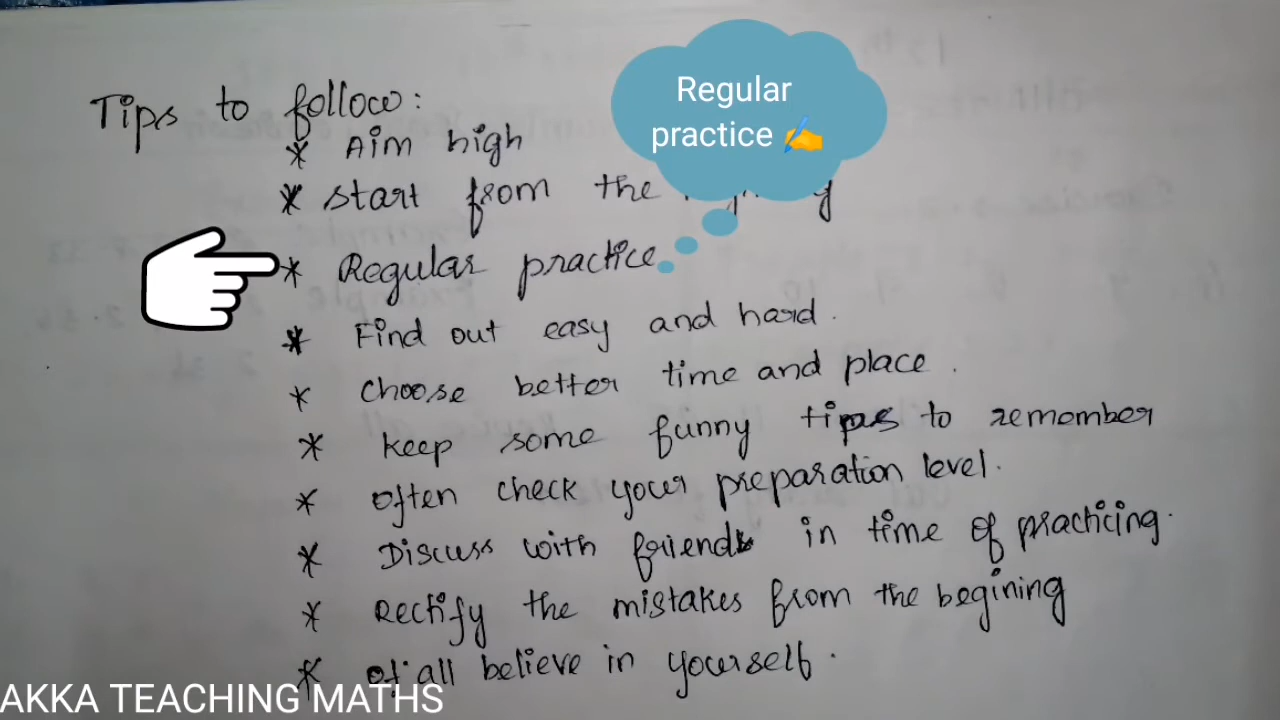 Tips to follow:
* Aim high
* start from the
* Regular practice
* Find out easy and hard.
* choose better time and place.
* keep some funny tips to remember
* often check your preparation level.
* Discuss with friends in time of practicing.
* Rectify the mistakes from the begining
* of all believe in yourself.
Regular
practice ✍️
AKKA TEACHING MATHS